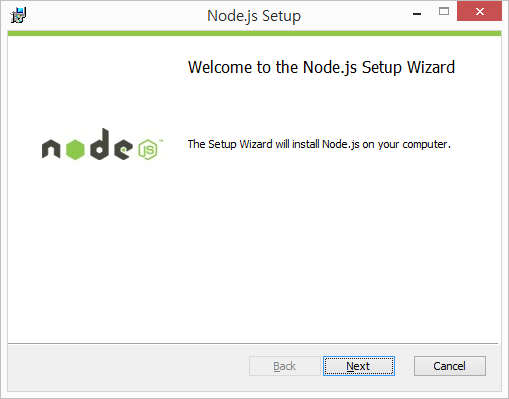 Node.js Setup
Welcome to the Node.js Setup Wizard
node JS™
The Setup Wizard will install Node.js on your computer.
Back Next Cancel